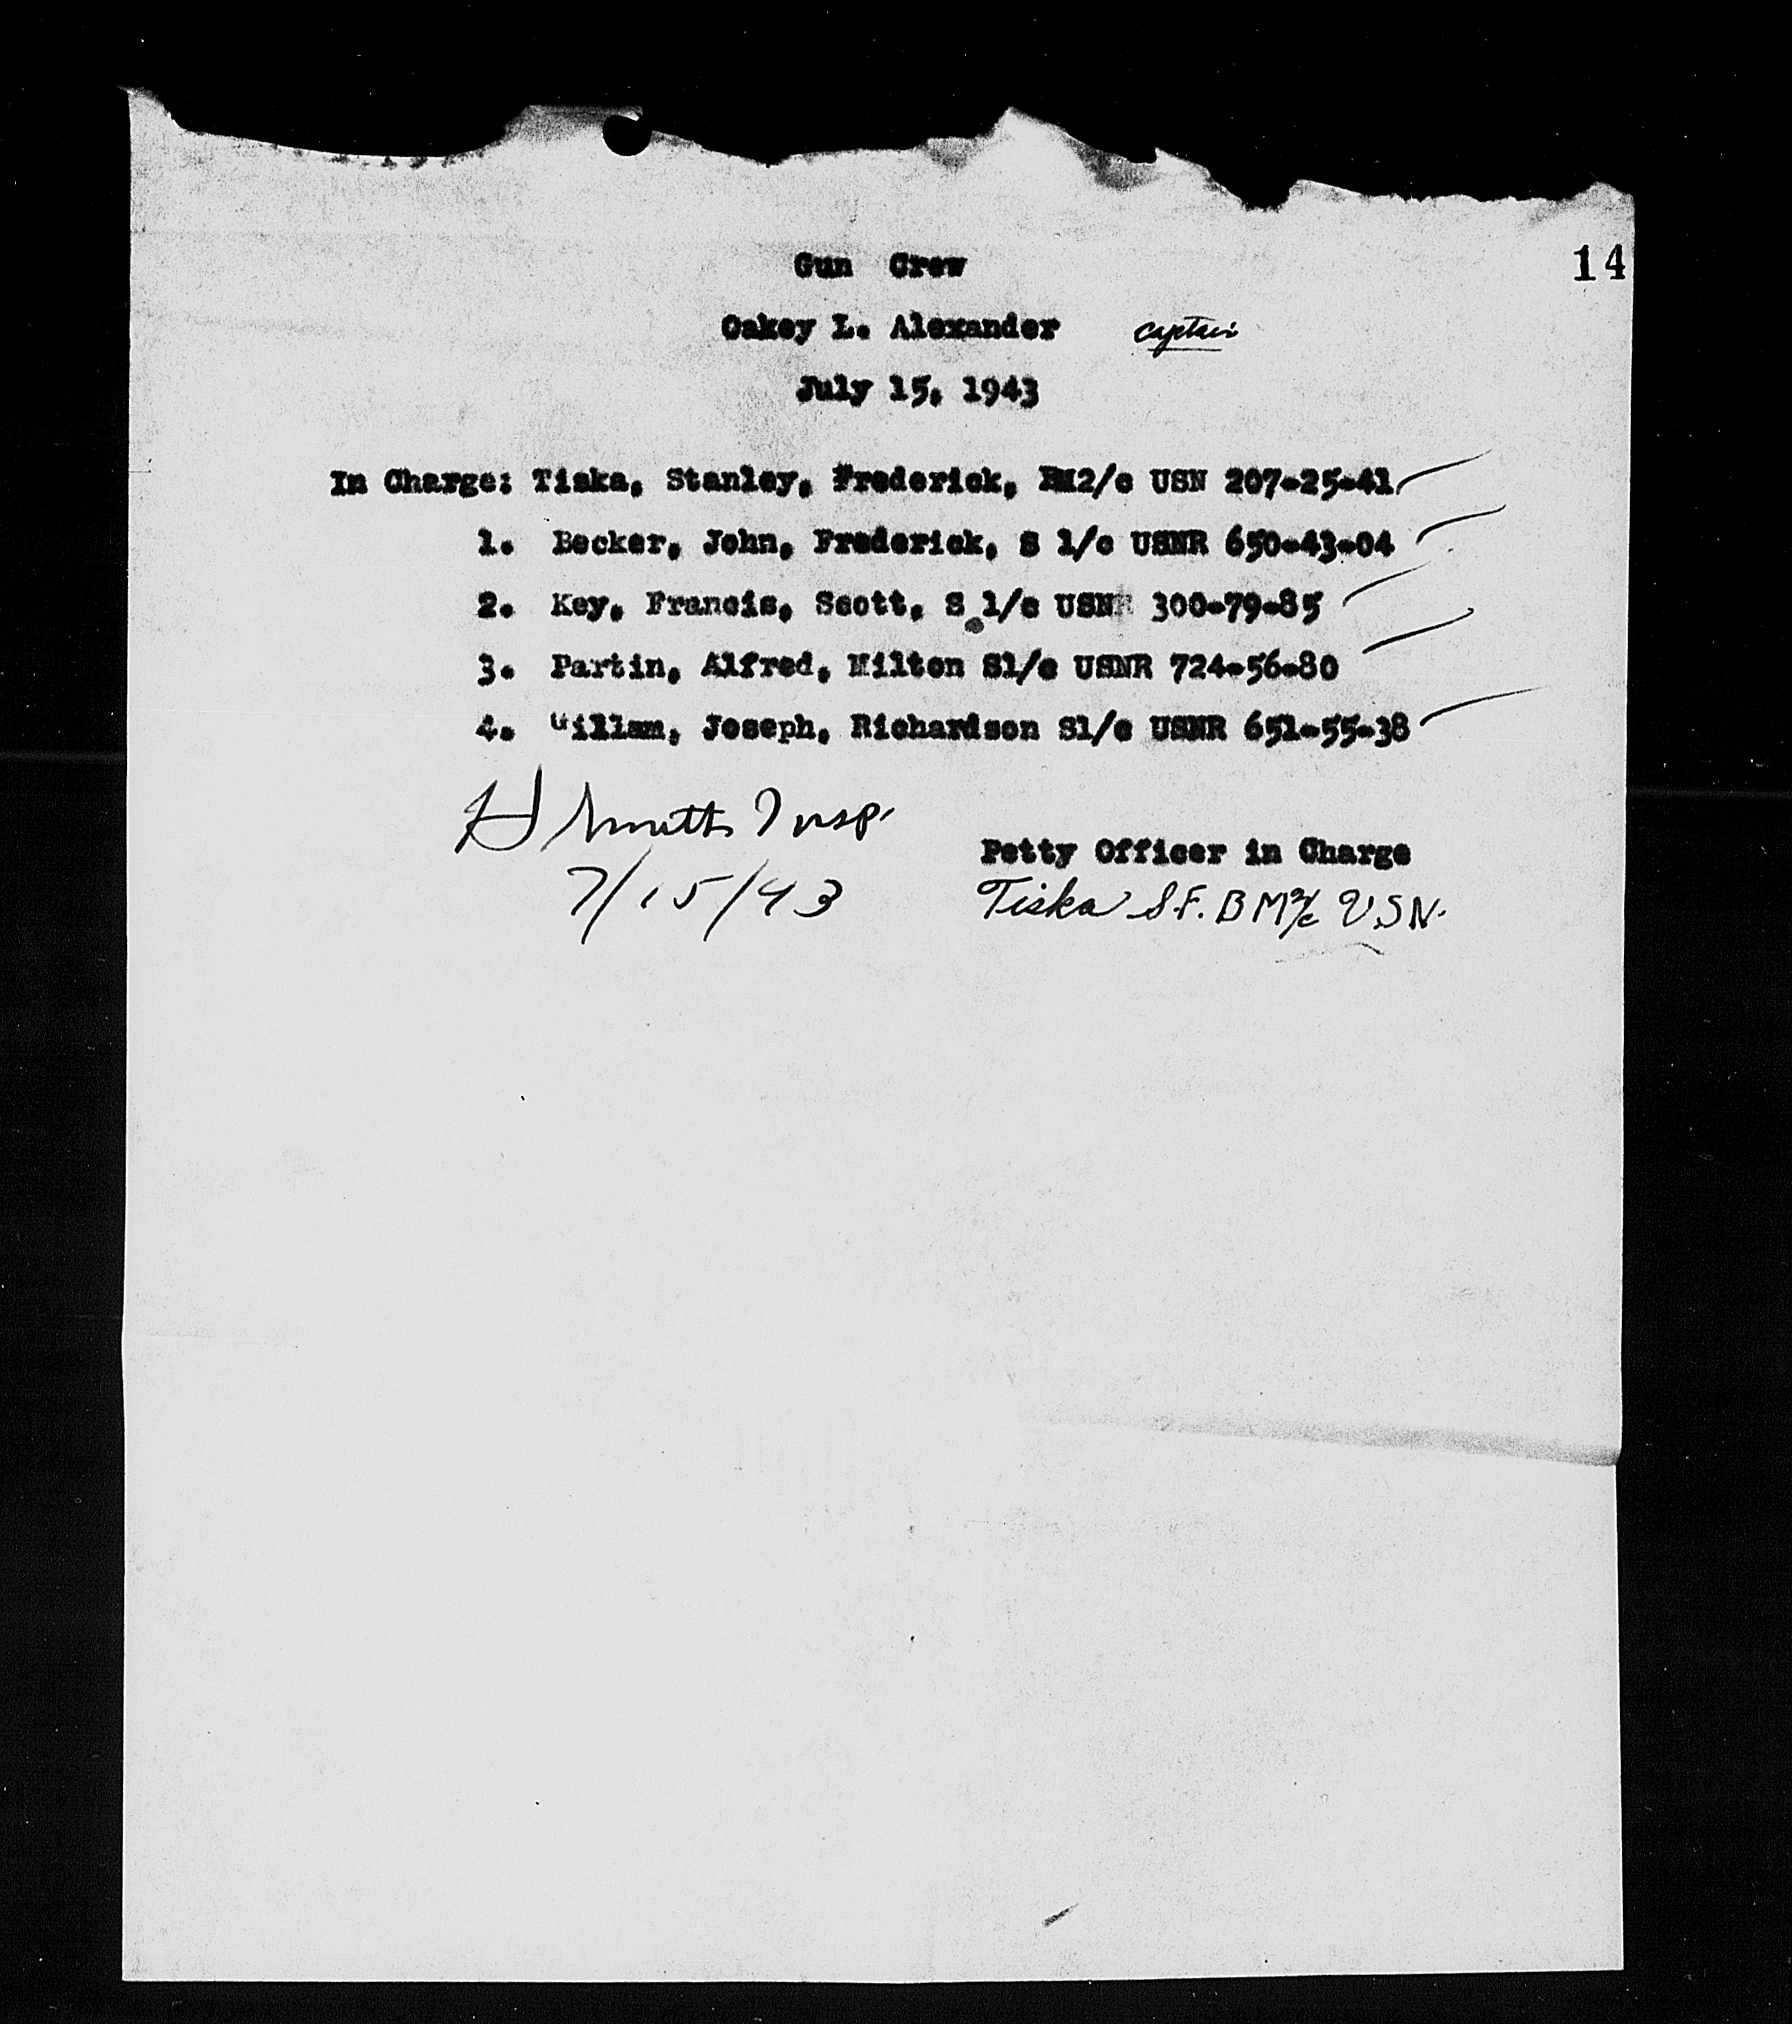 14
Gun Crew
Oakey L. Alexander captain
July 15, 1943
In Charge: Tiska, Stanley, Frederick, BM2/c USN 207-25-41
1. Becker, John, Frederick, S 1/c USNR 650-43-04
2. Key, Francis, Scott, S 1/c USN 300-79-85
3. Partin, Alfred, Milton S1/c USNR 724-56-80
4. Gillam, Joseph, Richardson S1/c USNR 651-55-38
H Smith Insp.
7/15/43
Petty Officer in Charge
Tiska S.F. BM2/c U.S.N.